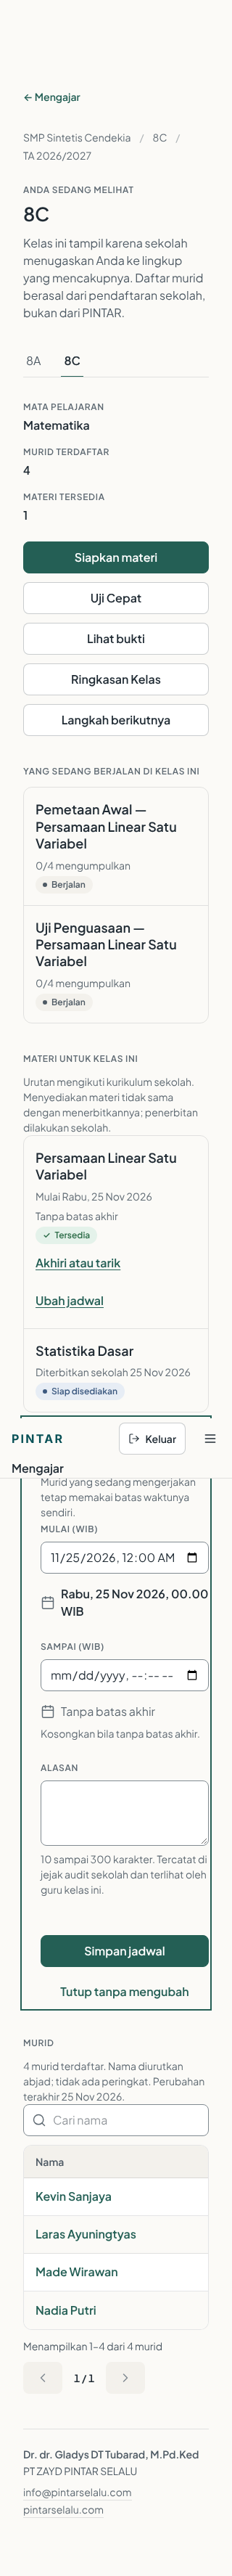 ← Mengajar
SMP Sintetis Cendekia / 8C /
TA 2026/2027
ANDA SEDANG MELIHAT
8C
Kelas ini tampil karena sekolah
menugaskan Anda ke lingkup
yang mencakupnya. Daftar murid
berasal dari pendaftaran sekolah,
bukan dari PINTAR.
8A 8C
MATA PELAJARAN
Matematika
MURID TERDAFTAR
4
MATERI TERSEDIA
1
Siapkan materi
Uji Cepat
Lihat bukti
Ringkasan Kelas
Langkah berikutnya
YANG SEDANG BERJALAN DI KELAS INI
Pemetaan Awal —
Persamaan Linear Satu
Variabel
0/4 mengumpulkan
Berjalan
Uji Penguasaan —
Persamaan Linear Satu
Variabel
0/4 mengumpulkan
Berjalan
MATERI UNTUK KELAS INI
Urutan mengikuti kurikulum sekolah.
Menyediakan materi tidak sama
dengan menerbitkannya; penerbitan
dilakukan sekolah.
Persamaan Linear Satu
Variabel
Mulai Rabu, 25 Nov 2026
Tanpa batas akhir
Tersedia
Akhiri atau tarik
Ubah jadwal
Statistika Dasar
Diterbitkan sekolah 25 Nov 2026
Siap disediakan
PINTAR
Keluar
Mengajar
Murid yang sedang mengerjakan
tetap memakai batas waktunya
sendiri.
MULAI (WIB)
11/25/2026, 12:00 AM
Rabu, 25 Nov 2026, 00.00
WIB
SAMPAI (WIB)
mm/dd/yyyy, --:-- --
Tanpa batas akhir
Kosongkan bila tanpa batas akhir.
ALASAN
10 sampai 300 karakter. Tercatat di
jejak audit sekolah dan terlihat oleh
guru kelas ini.
Simpan jadwal
Tutup tanpa mengubah
MURID
4 murid terdaftar. Nama diurutkan
abjad; tidak ada peringkat. Perubahan
terakhir 25 Nov 2026.
Cari nama
Nama
Kevin Sanjaya
Laras Ayuningtyas
Made Wirawan
Nadia Putri
Menampilkan 1–4 dari 4 murid
1 / 1
Dr. dr. Gladys DT Tubarad, M.Pd.Ked
PT ZAYD PINTAR SELALU
info@pintarselalu.com
pintarselalu.com